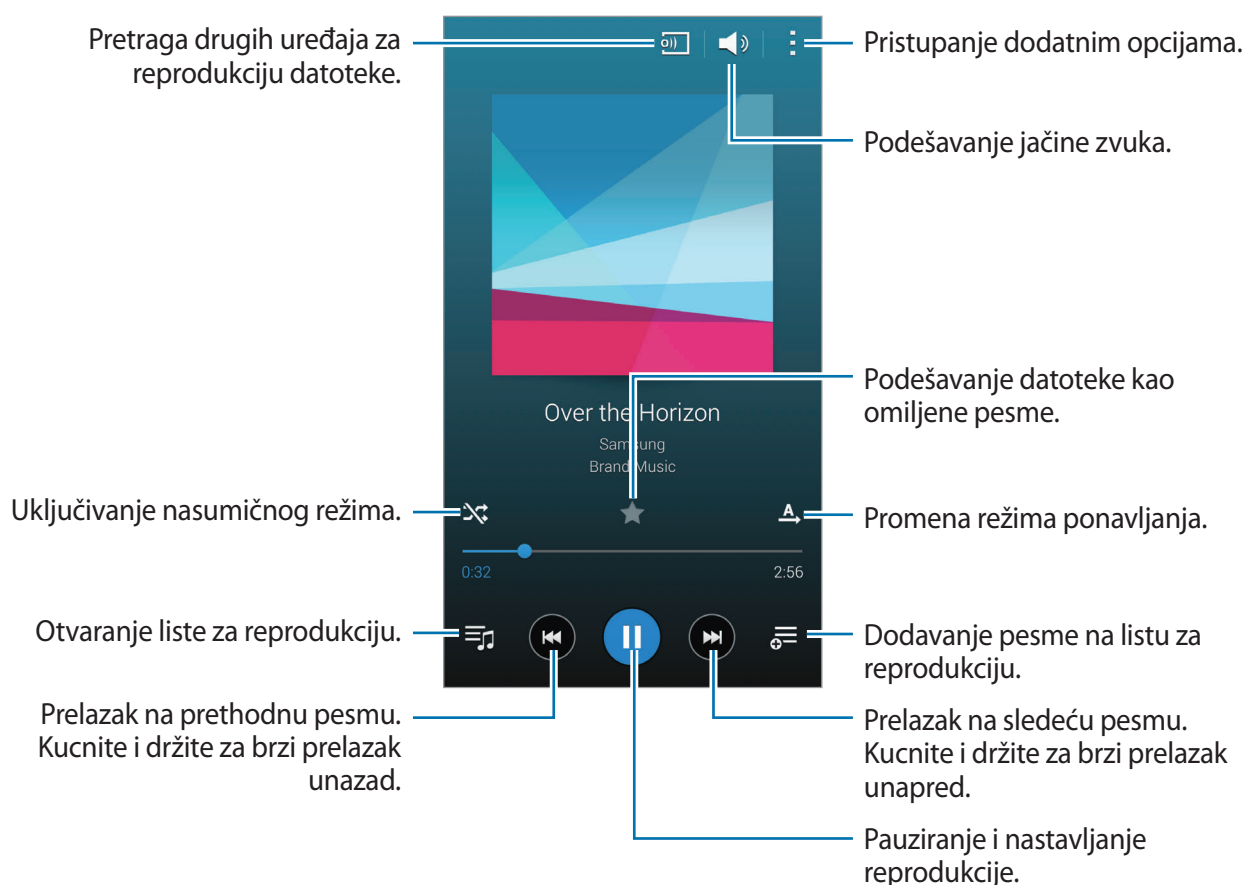 Pretraga drugih uređaja za
reprodukciju datoteke.
Pristupanje dodatnim opcijama.
Podešavanje jačine zvuka.
Podešavanje datoteke kao
omiljene pesme.
Over the Horizon
Samsung
Brand Music
Uključivanje nasumičnog režima.
A
Promena režima ponavljanja.
0:32
2:56
Otvaranje liste za reprodukciju.
Dodavanje pesme na listu za
reprodukciju.
Prelazak na prethodnu pesmu.
Kucnite i držite za brzi prelazak
unazad.
Prelazak na sledeću pesmu.
Kucnite i držite za brzi prelazak
unapred.
Pauziranje i nastavljanje
reprodukcije.